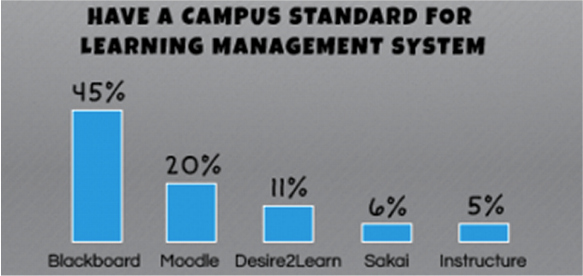 HAVE A CAMPUS STANDARD FOR
LEARNING MANAGEMENT SYSTEM
45%
20%
11%
6%
5%
Blackboard
Moodle
Desire2Learn
Sakai
Instructure